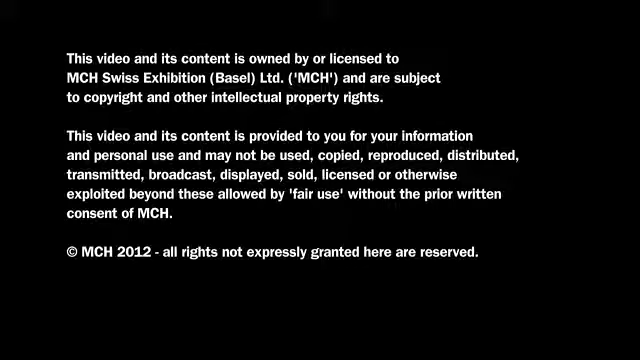 This video and its content is owned by or licensed to
MCH Swiss Exhibition (Basel) Ltd. ('MCH') and are subject
to copyright and other intellectual property rights.
This video and its content is provided to you for your information
and personal use and may not be used, copied, reproduced, distributed,
transmitted, broadcast, displayed, sold, licensed or otherwise
exploited beyond these allowed by 'fair use' without the prior written
consent of MCH.
© MCH 2012 - all rights not expressly granted here are reserved.